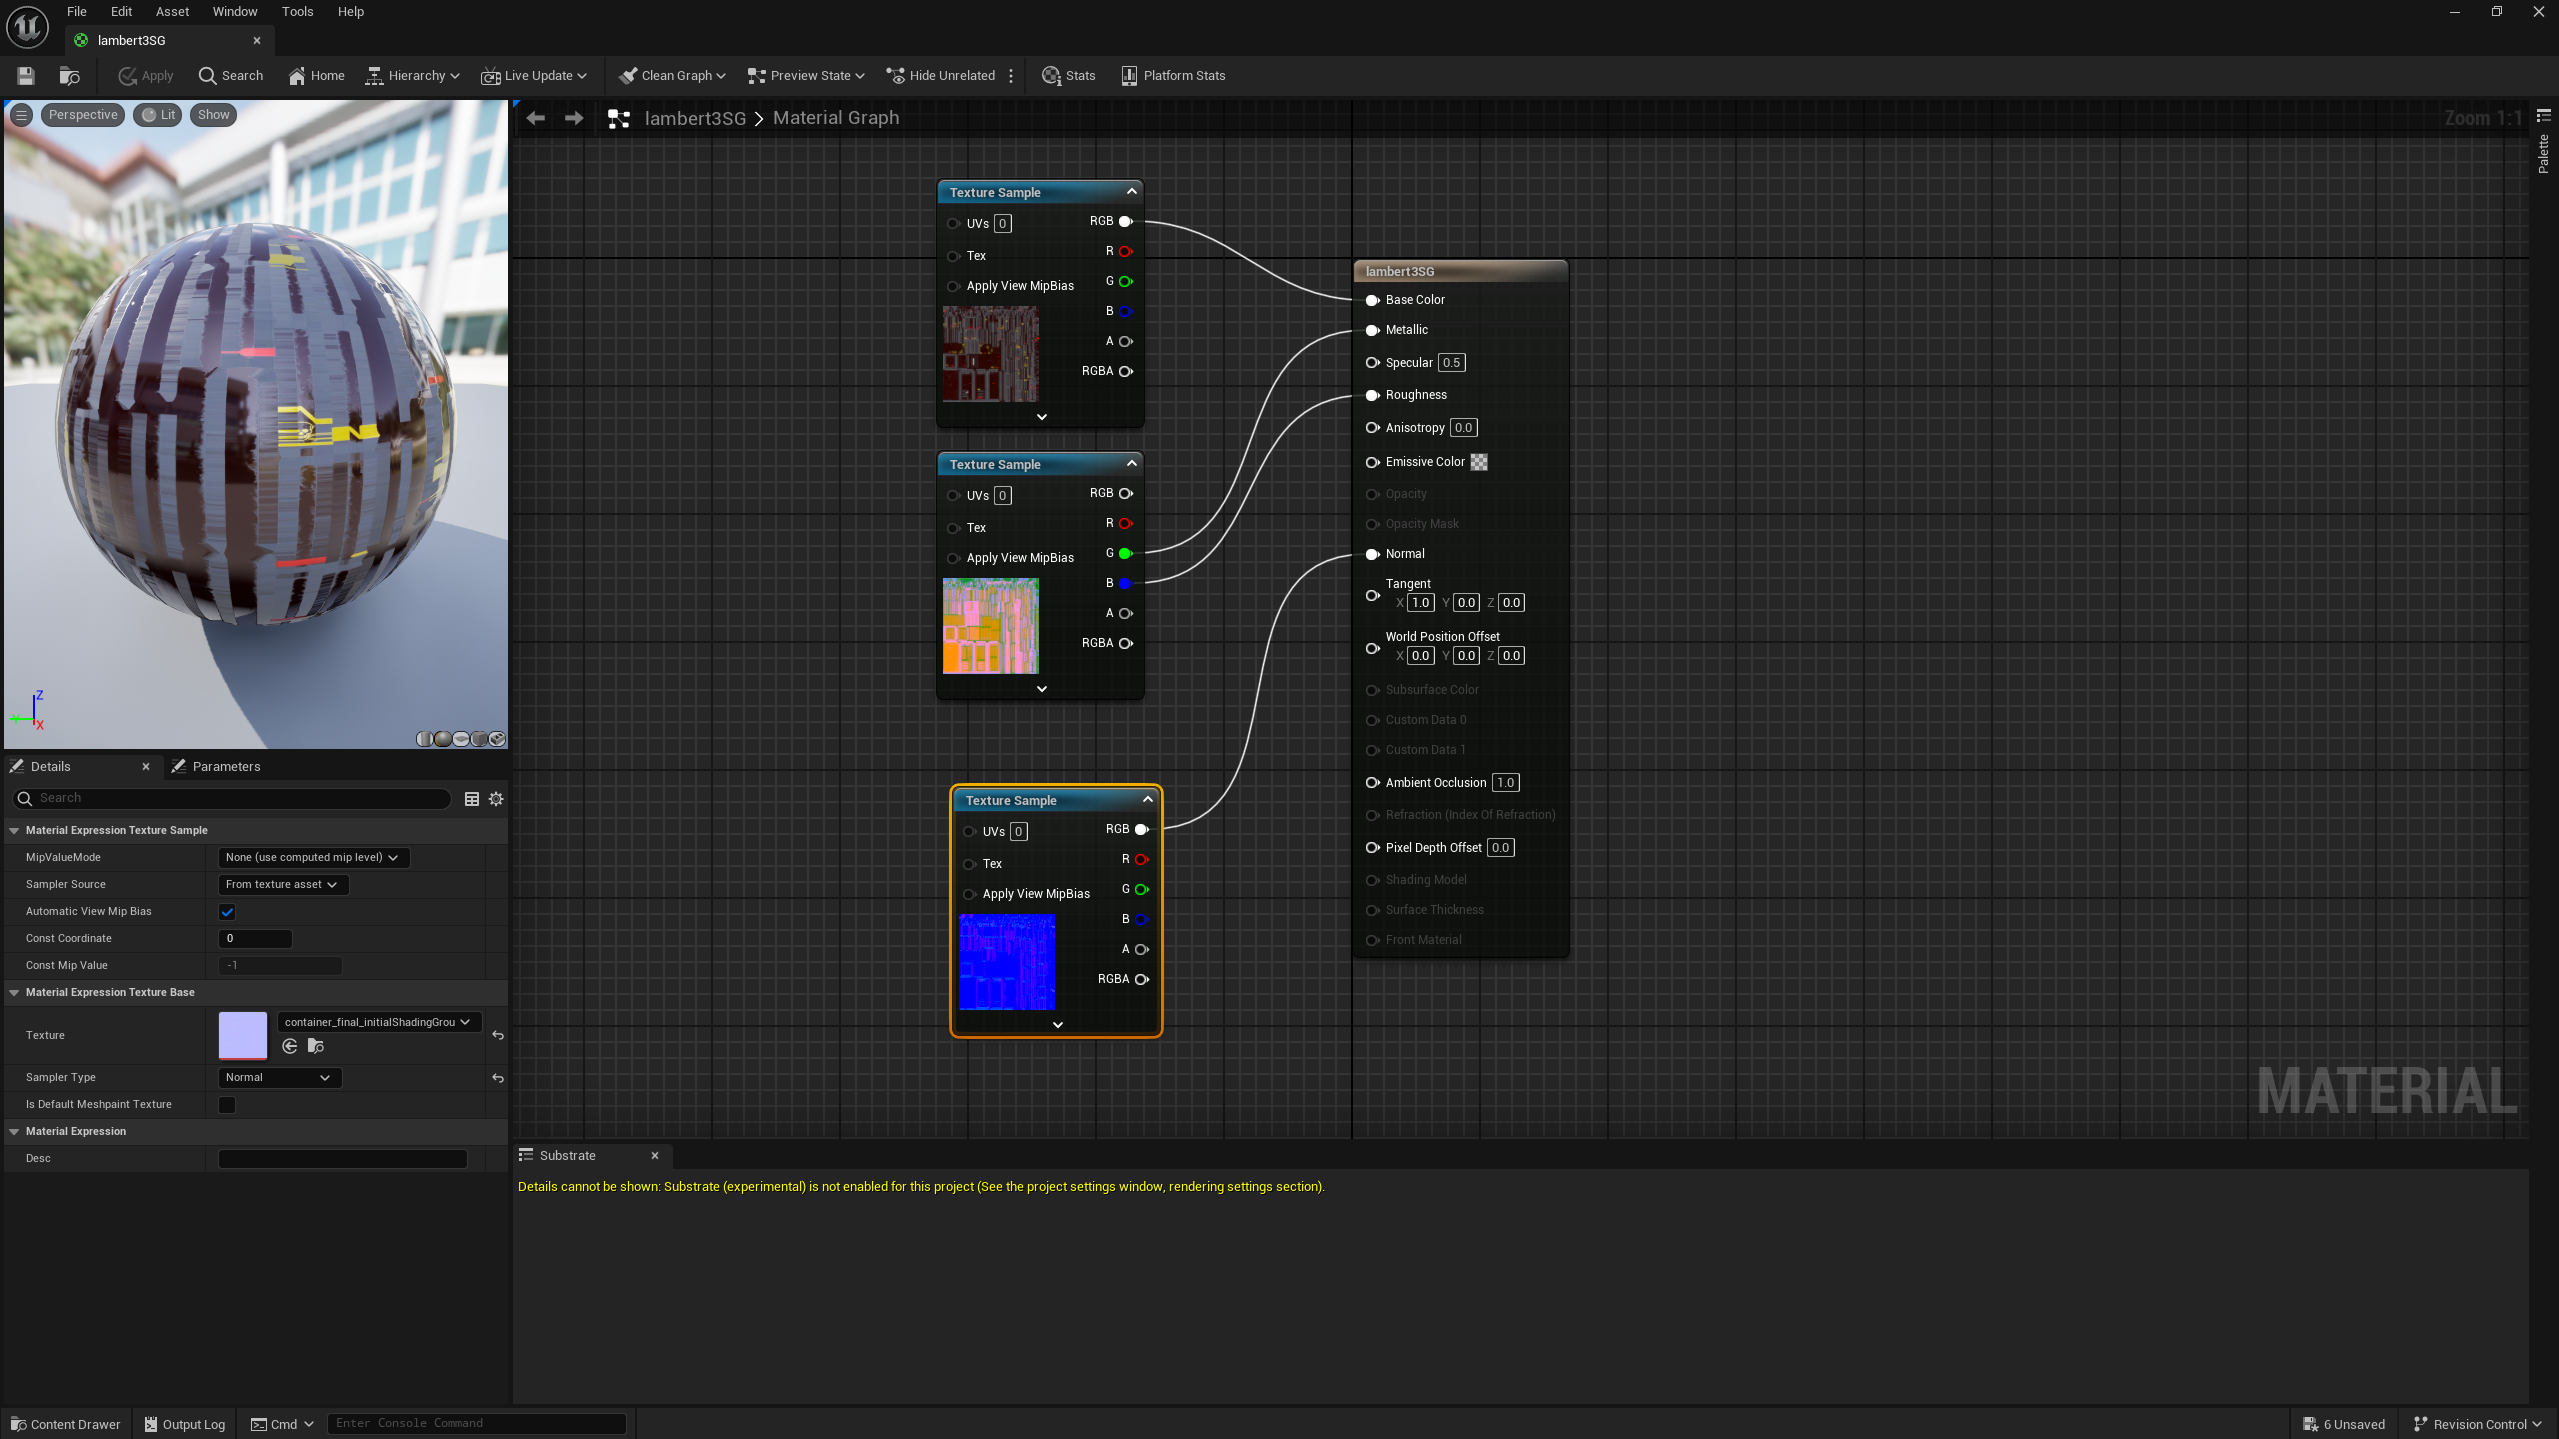 File Edit Asset Window Tools Help
lambert3SG
Apply Search Home Hierarchy Live Update Clean Graph Preview State Hide Unrelated Stats Platform Stats
Perspective Lit Show
Z
Y
X
lambert3SG Material Graph
Zoom 1:1
Palette
Texture Sample
UVs 0 RGB
R
Tex
G
Apply View MipBias
B
A
RGBA
Texture Sample
UVs 0 RGB
R
Tex
G
Apply View MipBias
B
A
RGBA
Texture Sample
UVs 0 RGB
R
Tex
G
Apply View MipBias
B
A
RGBA
lambert3SG
Base Color
Metallic
Specular 0.5
Roughness
Anisotropy 0.0
Emissive Color
Opacity
Opacity Mask
Normal
Tangent
X 1.0 Y 0.0 Z 0.0
World Position Offset
X 0.0 Y 0.0 Z 0.0
Subsurface Color
Custom Data 0
Custom Data 1
Ambient Occlusion 1.0
Refraction (Index Of Refraction)
Pixel Depth Offset 0.0
Shading Model
Surface Thickness
Front Material
MATERIAL
Details Parameters
Search
Material Expression Texture Sample
MipValueMode None (use computed mip level)
Sampler Source From texture asset
Automatic View Mip Bias
Const Coordinate 0
Const Mip Value -1
Material Expression Texture Base
Texture container_final_initialShadingGrou
Sampler Type Normal
Is Default Meshpaint Texture
Material Expression
Desc
Substrate
Details cannot be shown: Substrate (experimental) is not enabled for this project (See the project settings window, rendering settings section).
Content Drawer Output Log Cmd Enter Console Command 6 Unsaved Revision Control